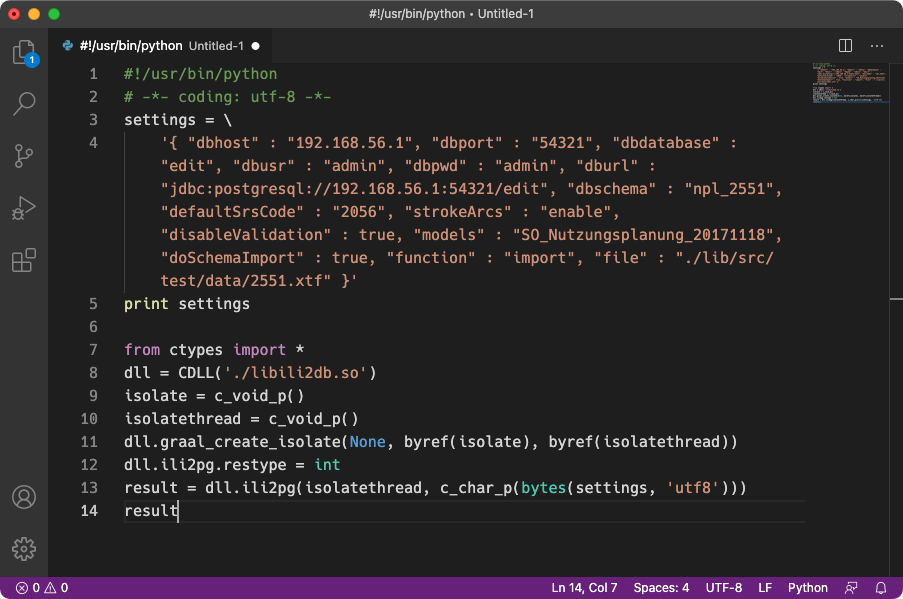 #!/usr/bin/python • Untitled-1
#!/usr/bin/python Untitled-1
1
1 #!/usr/bin/python
2 # -*- coding: utf-8 -*-
3 settings = \
4 '{ "dbhost" : "192.168.56.1", "dbport" : "54321", "dbdatabase" :
"edit", "dbusr" : "admin", "dbpwd" : "admin", "dburl" :
"jdbc:postgresql://192.168.56.1:54321/edit", "dbschema" : "npl_2551",
"defaultSrsCode" : "2056", "strokeArcs" : "enable",
"disableValidation" : true, "models" : "SO_Nutzungsplanung_20171118",
"doSchemaImport" : true, "function" : "import", "file" : "./lib/src/
test/data/2551.xtf" }'
5 print settings
6
7 from ctypes import *
8 dll = CDLL('./libili2db.so')
9 isolate = c_void_p()
10 isolatethread = c_void_p()
11 dll.graal_create_isolate(None, byref(isolate), byref(isolatethread))
12 dll.ili2pg.restype = int
13 result = dll.ili2pg(isolatethread, c_char_p(bytes(settings, 'utf8')))
14 result
0 0 Ln 14, Col 7 Spaces: 4 UTF-8 LF Python